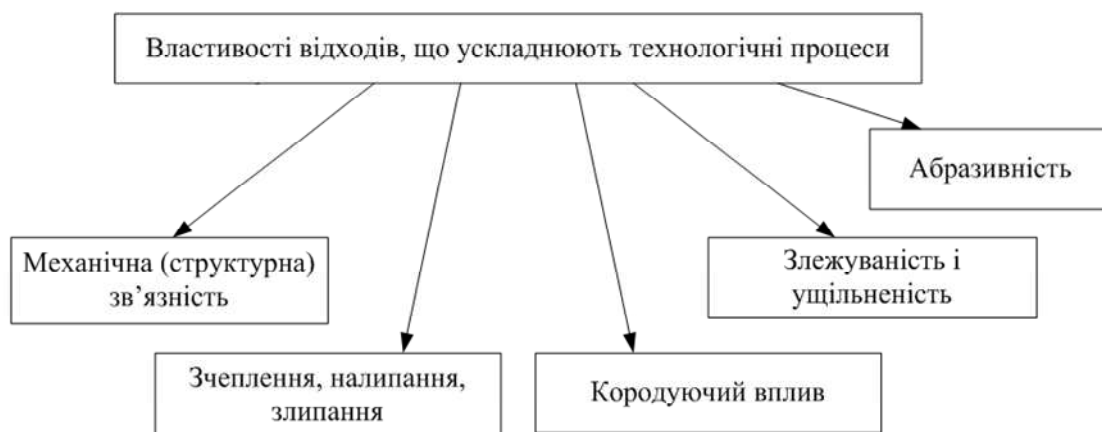 Властивості відходів, що ускладнюють технологічні процеси
Абразивність
Механічна (структурна)
зв’язність
Злежуваність і
ущільненість
Зчеплення, налипання,
злипання
Кородуючий вплив